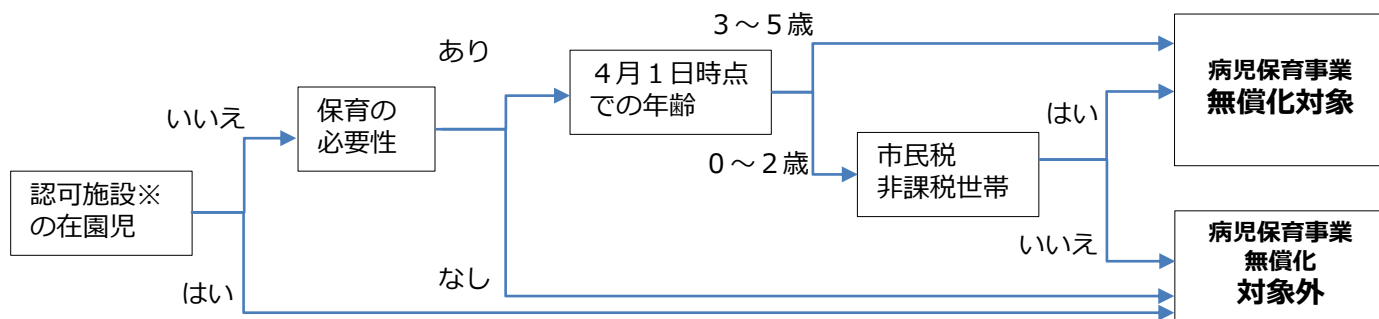 認可施設※
の在園児
いいえ
はい
保育の
必要性
あり
なし
４月１日時点
での年齢
３～５歳
０～２歳
市民税
非課税世帯
はい
いいえ
病児保育事業
無償化対象
病児保育事業
無償化
対象外